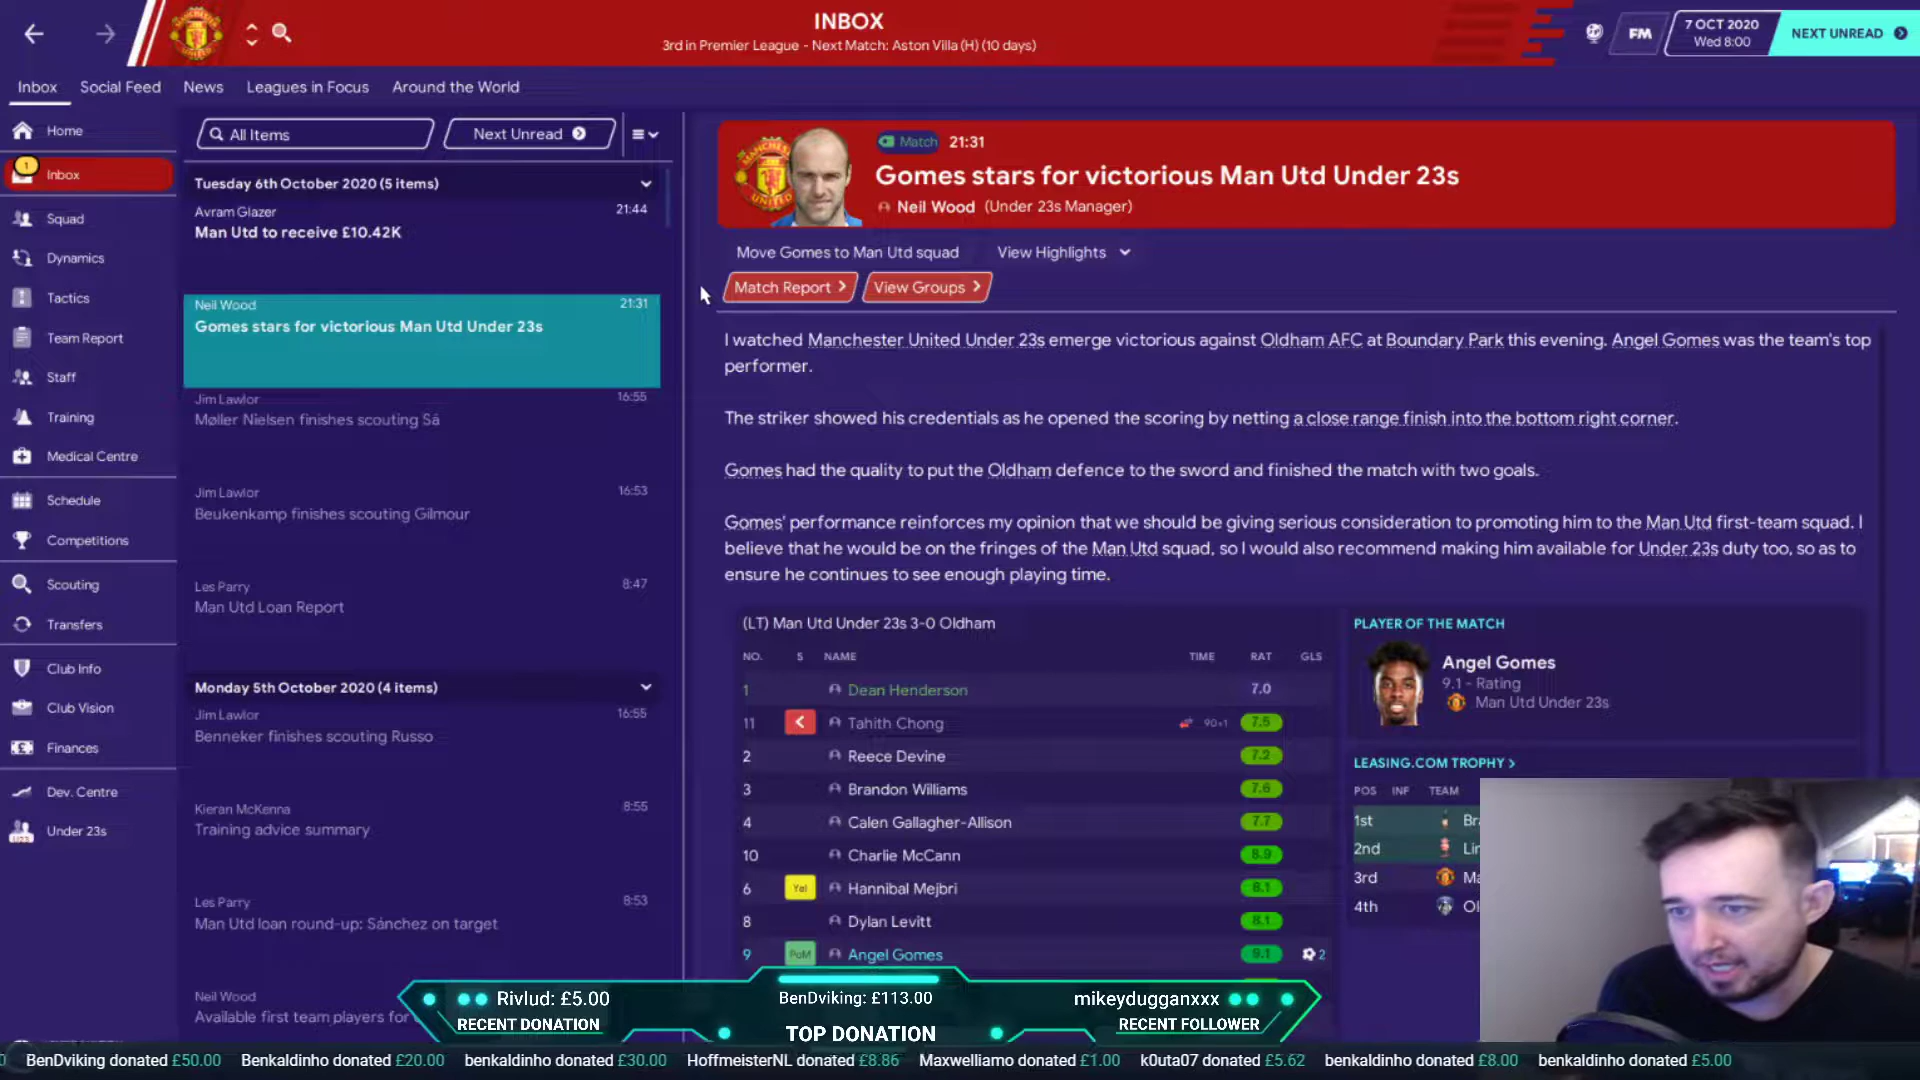 INBOX
3rd in Premier League - Next Match: Aston Villa (H) (10 days)
FM
7 OCT 2020
Wed 8:00
NEXT UNREAD
Inbox
Social Feed
News
Leagues in Focus
Around the World
Home
1
Inbox
Squad
Dynamics
Tactics
Team Report
Staff
Training
Medical Centre
Schedule
Competitions
Scouting
Transfers
Club Info
Club Vision
Finances
Dev. Centre
Under 23s
All Items
Next Unread
Tuesday 6th October 2020 (5 items)
Avram Glazer 21:44
Man Utd to receive £10.42K
Neil Wood 21:31
Gomes stars for victorious Man Utd Under 23s
Jim Lawlor 16:55
Møller Nielsen finishes scouting Sá
Jim Lawlor 16:53
Beukenkamp finishes scouting Gilmour
Les Parry 8:47
Man Utd Loan Report
Monday 5th October 2020 (4 items)
Jim Lawlor 16:55
Benneker finishes scouting Russo
Kieran McKenna 8:55
Training advice summary
Les Parry 8:53
Man Utd loan round-up: Sánchez on target
Neil Wood
Available first team players for
Match 21:31
Gomes stars for victorious Man Utd Under 23s
Neil Wood (Under 23s Manager)
Move Gomes to Man Utd squad
View Highlights
Match Report >
View Groups >
I watched Manchester United Under 23s emerge victorious against Oldham AFC at Boundary Park this evening. Angel Gomes was the team's top
performer.
The striker showed his credentials as he opened the scoring by netting a close range finish into the bottom right corner.
Gomes had the quality to put the Oldham defence to the sword and finished the match with two goals.
Gomes' performance reinforces my opinion that we should be giving serious consideration to promoting him to the Man Utd first-team squad. I
believe that he would be on the fringes of the Man Utd squad, so I would also recommend making him available for Under 23s duty too, so as to
ensure he continues to see enough playing time.
(LT) Man Utd Under 23s 3-0 Oldham
NO. S NAME TIME RAT GLS
1 Dean Henderson 7.0
11 Tahith Chong 90+1 7.5
2 Reece Devine 7.2
3 Brandon Williams 7.6
4 Calen Gallagher-Allison 7.7
10 Charlie McCann 8.9
6 Yel Hannibal Mejbri 8.1
8 Dylan Levitt 8.1
9 PoM Angel Gomes 9.1 2
PLAYER OF THE MATCH
Angel Gomes
9.1 - Rating
Man Utd Under 23s
LEASING.COM TROPHY >
POS INF TEAM
1st Br
2nd Lin
3rd Ma
4th Ol
Rivlud: £5.00
RECENT DONATION
BenDviking: £113.00
TOP DONATION
mikeydugganxxx
RECENT FOLLOWER
0 BenDviking donated £50.00 Benkaldinho donated £20.00 benkaldinho donated £30.00 HoffmeisterNL donated £8.86 Maxwelliamo donated £1.00 k0uta07 donated £5.62 benkaldinho donated £8.00 benkaldinho donated £5.00